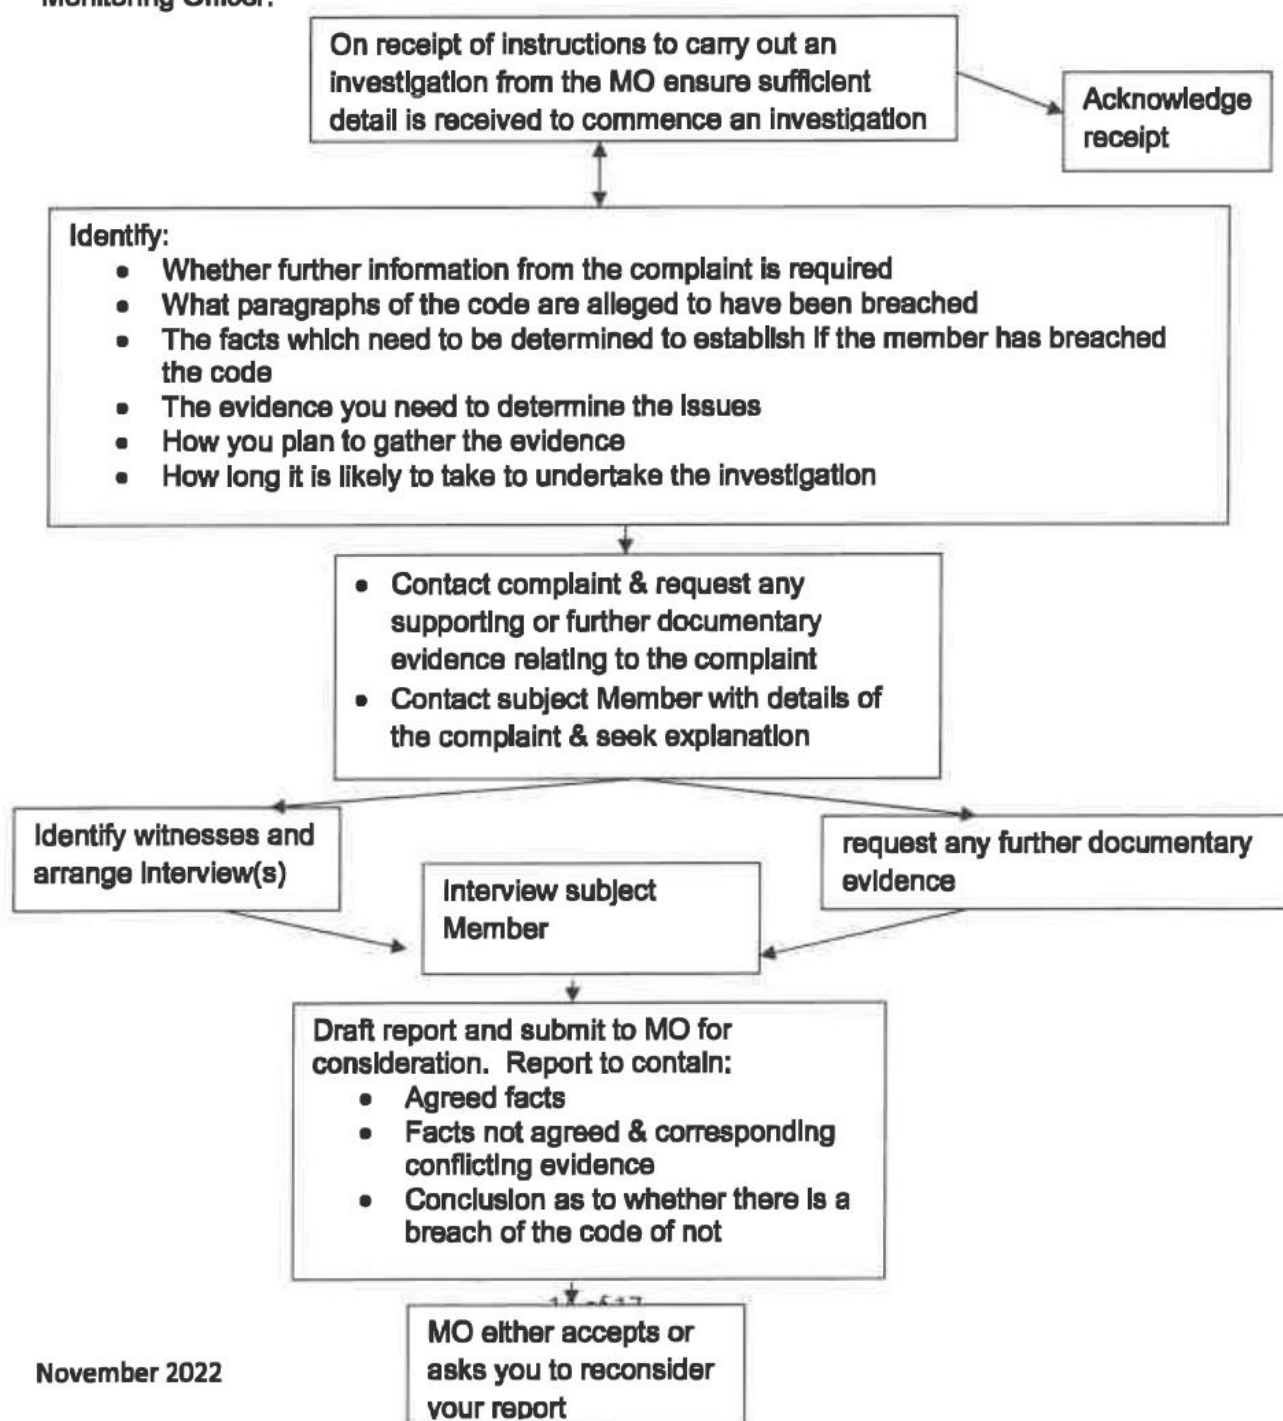 Monitoring Officer.
On receipt of instructions to carry out an
investigation from the MO ensure sufficient
detail is received to commence an investigation
Acknowledge
receipt
Identify:
• Whether further information from the complaint is required
• What paragraphs of the code are alleged to have been breached
• The facts which need to be determined to establish if the member has breached
the code
• The evidence you need to determine the issues
• How you plan to gather the evidence
• How long it is likely to take to undertake the investigation
• Contact complaint & request any
supporting or further documentary
evidence relating to the complaint
• Contact subject Member with details of
the complaint & seek explanation
Identify witnesses and
arrange interview(s)
request any further documentary
evidence
Interview subject
Member
Draft report and submit to MO for
consideration. Report to contain:
• Agreed facts
• Facts not agreed & corresponding
conflicting evidence
• Conclusion as to whether there is a
breach of the code of not
MO either accepts or
asks you to reconsider
your report
November 2022